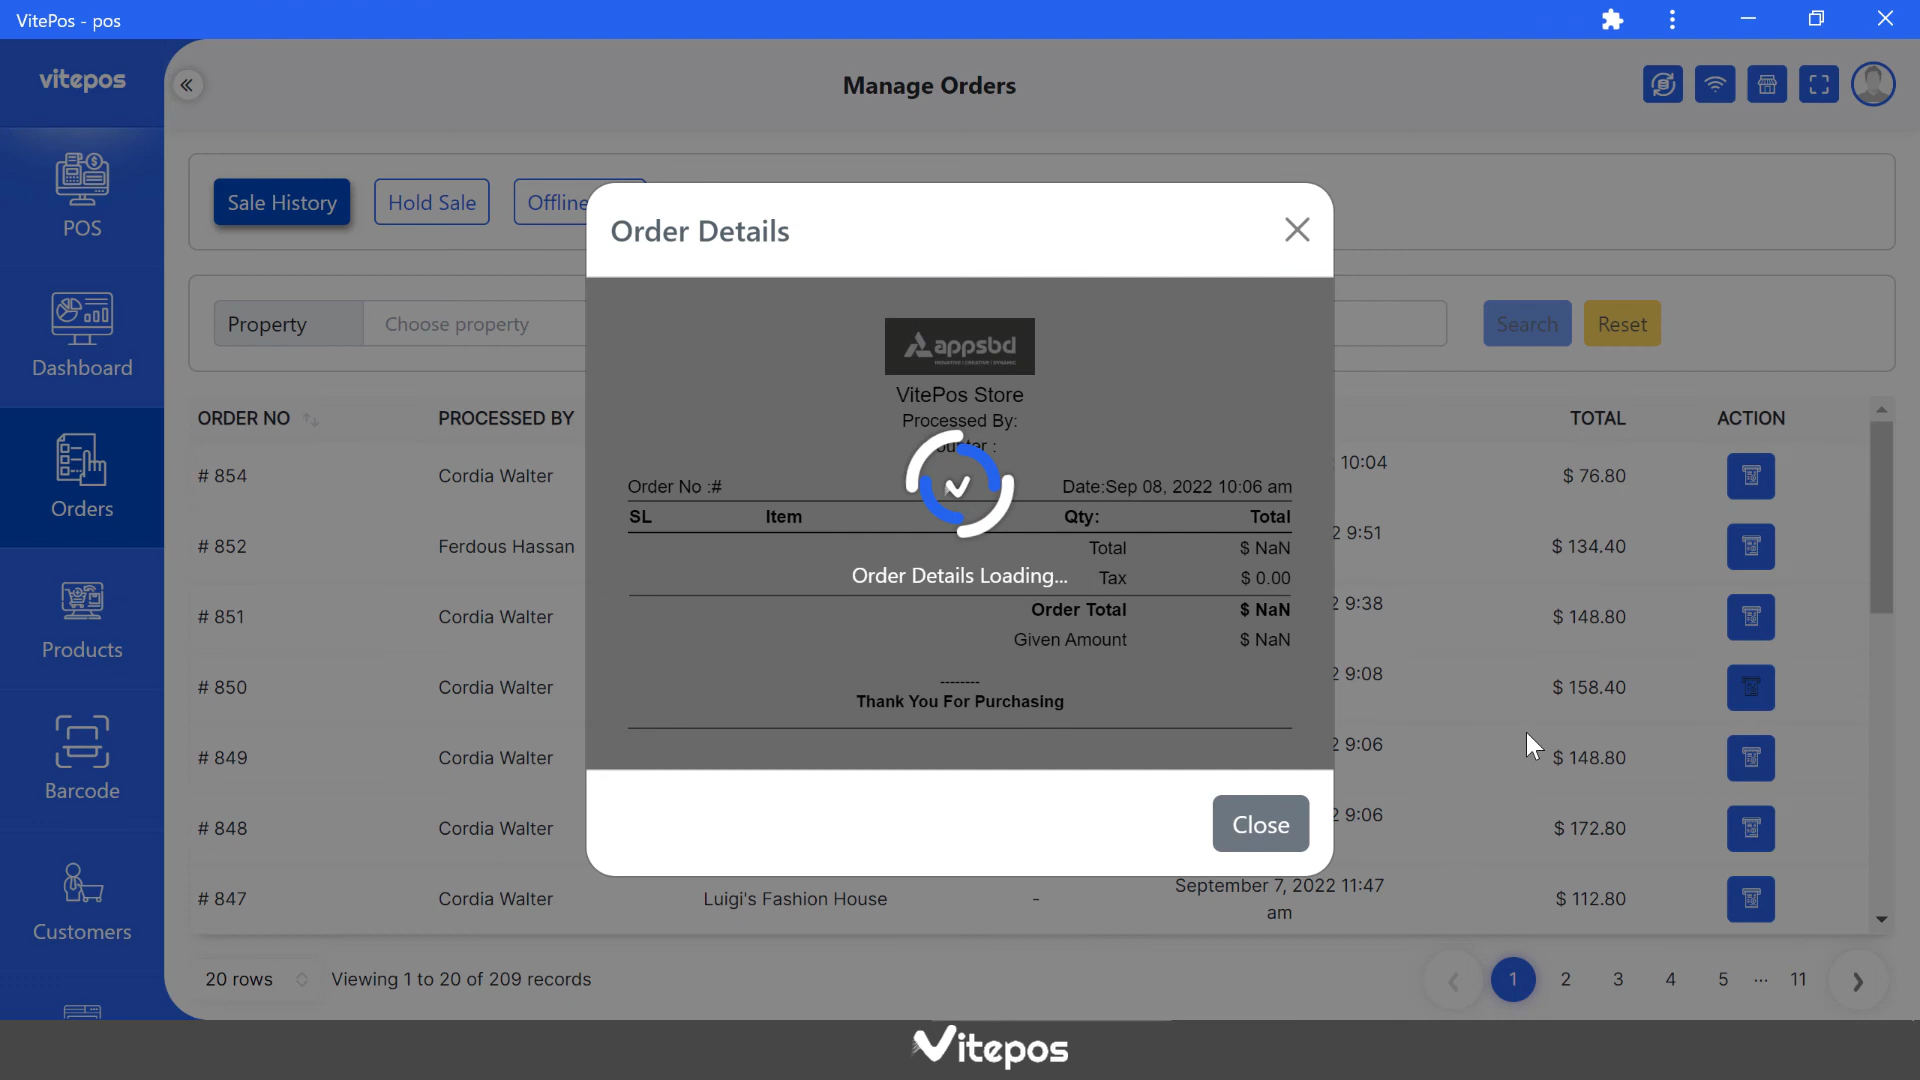 VitePos - pos
vitepos
Manage Orders
POS
Dashboard
Orders
Products
Barcode
Customers
Sale History
Hold Sale
Offline
Property
Choose property
Search
Reset
ORDER NO
PROCESSED BY
TOTAL
ACTION
# 854
Cordia Walter
10:04
$ 76.80
# 852
Ferdous Hassan
2 9:51
$ 134.40
# 851
Cordia Walter
2 9:38
$ 148.80
# 850
Cordia Walter
2 9:08
$ 158.40
# 849
Cordia Walter
2 9:06
$ 148.80
# 848
Cordia Walter
2 9:06
$ 172.80
# 847
Cordia Walter
Luigi's Fashion House
-
September 7, 2022 11:47
am
$ 112.80
20 rows
Viewing 1 to 20 of 209 records
1
2
3
4
5
...
11
Order Details
appsbd
VitePos Store
Processed By:
Order No :#
Date:Sep 08, 2022 10:06 am
SL
Item
Qty:
Total
Total
$ NaN
Order Details Loading...
Tax
$ 0.00
Order Total
$ NaN
Given Amount
$ NaN
--------
Thank You For Purchasing
Close
Vitepos